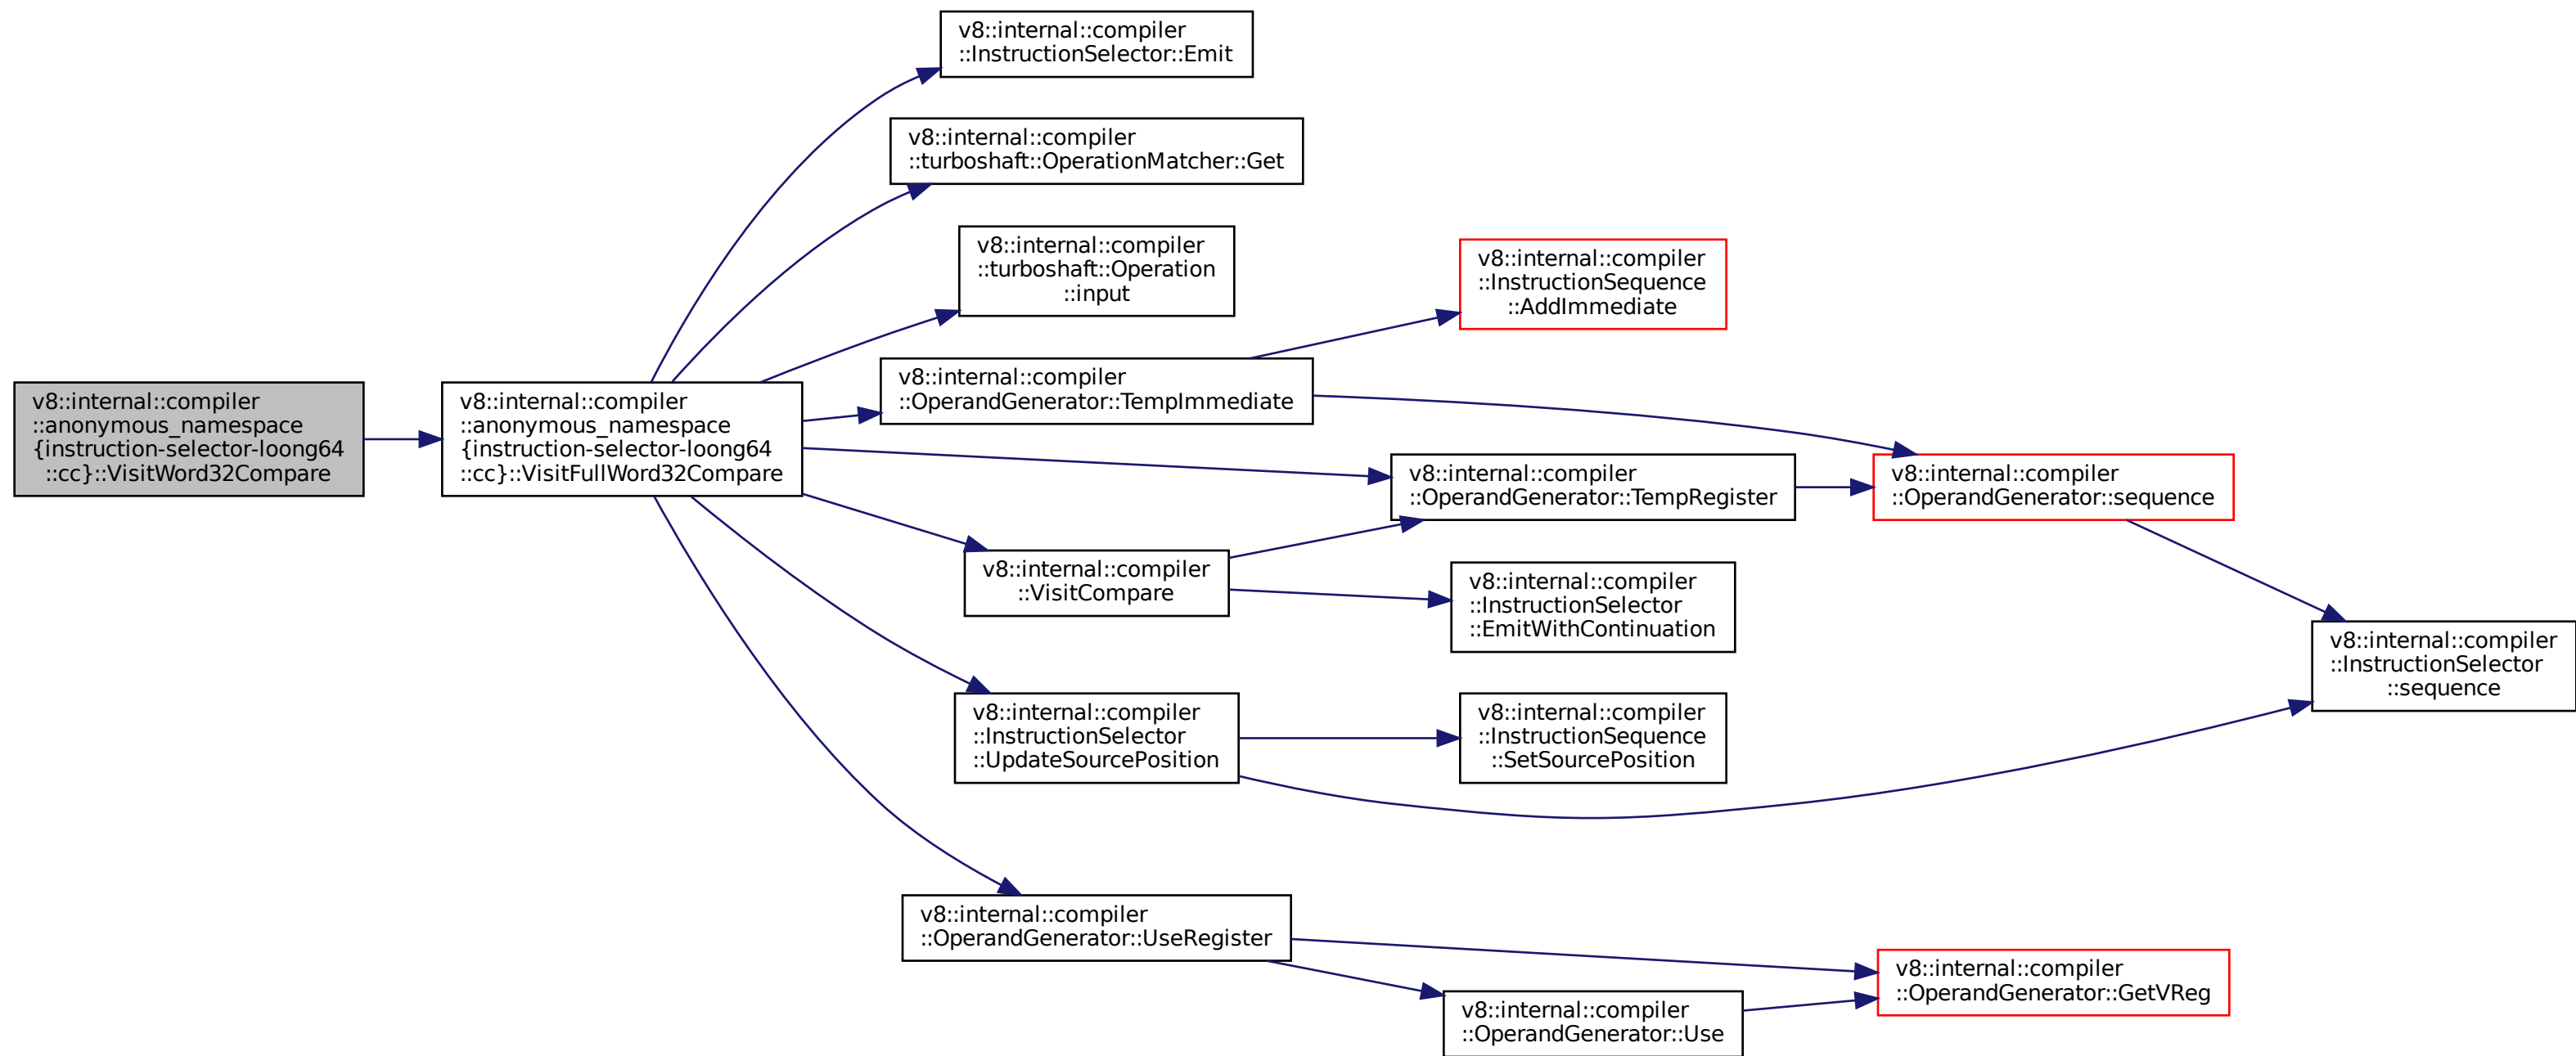 v8::internal::compiler
::InstructionSelector::Emit
v8::internal::compiler
::turboshaft::OperationMatcher::Get
v8::internal::compiler
::turboshaft::Operation
::input
v8::internal::compiler
::InstructionSequence
::AddImmediate
v8::internal::compiler
::OperandGenerator::TempImmediate
v8::internal::compiler
::anonymous_namespace
{instruction-selector-loong64
::cc}::VisitWord32Compare
v8::internal::compiler
::anonymous_namespace
{instruction-selector-loong64
::cc}::VisitFullWord32Compare
v8::internal::compiler
::OperandGenerator::TempRegister
v8::internal::compiler
::OperandGenerator::sequence
v8::internal::compiler
::VisitCompare
v8::internal::compiler
::InstructionSelector
::EmitWithContinuation
v8::internal::compiler
::InstructionSelector
::sequence
v8::internal::compiler
::InstructionSelector
::UpdateSourcePosition
v8::internal::compiler
::InstructionSequence
::SetSourcePosition
v8::internal::compiler
::OperandGenerator::UseRegister
v8::internal::compiler
::OperandGenerator::GetVReg
v8::internal::compiler
::OperandGenerator::Use